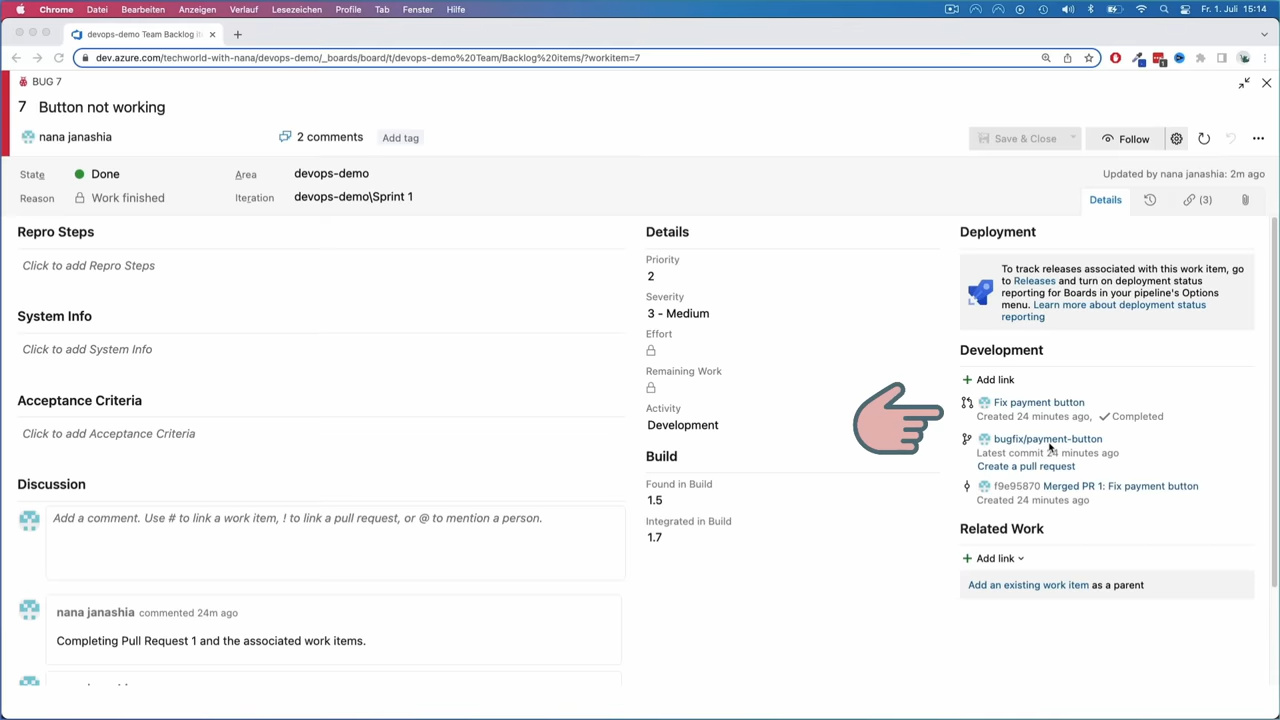 Chrome Datei Bearbeiten Anzeigen Verlauf Lesezeichen Profile Tab Fenster Hilfe Fr. 1. Juli 15:14
devops-demo Team Backlog it
dev.azure.com/techworld-with-nana/devops-demo/_boards/board/t/devops-demo%20Team/Backlog%20items/?workitem=7
BUG 7
7 Button not working
nana janashia 2 comments Add tag Save & Close Follow
State Done Area devops-demo Updated by nana janashia: 2m ago
Reason Work finished Iteration devops-demo\Sprint 1 Details (3)
Repro Steps
Click to add Repro Steps
System Info
Click to add System Info
Acceptance Criteria
Click to add Acceptance Criteria
Discussion
Add a comment. Use # to link a work item, ! to link a pull request, or @ to mention a person.
nana janashia commented 24m ago
Completing Pull Request 1 and the associated work items.
Details
Priority
2
Severity
3 - Medium
Effort
Remaining Work
Activity
Development
Build
Found in Build
1.5
Integrated in Build
1.7
Deployment
To track releases associated with this work item, go
to Releases and turn on deployment status
reporting for Boards in your pipeline's Options
menu. Learn more about deployment status
reporting
Development
+ Add link
Fix payment button
Created 24 minutes ago, Completed
bugfix/payment-button
Latest commit 24 minutes ago
Create a pull request
f9e95870 Merged PR 1: Fix payment button
Created 24 minutes ago
Related Work
+ Add link
Add an existing work item as a parent